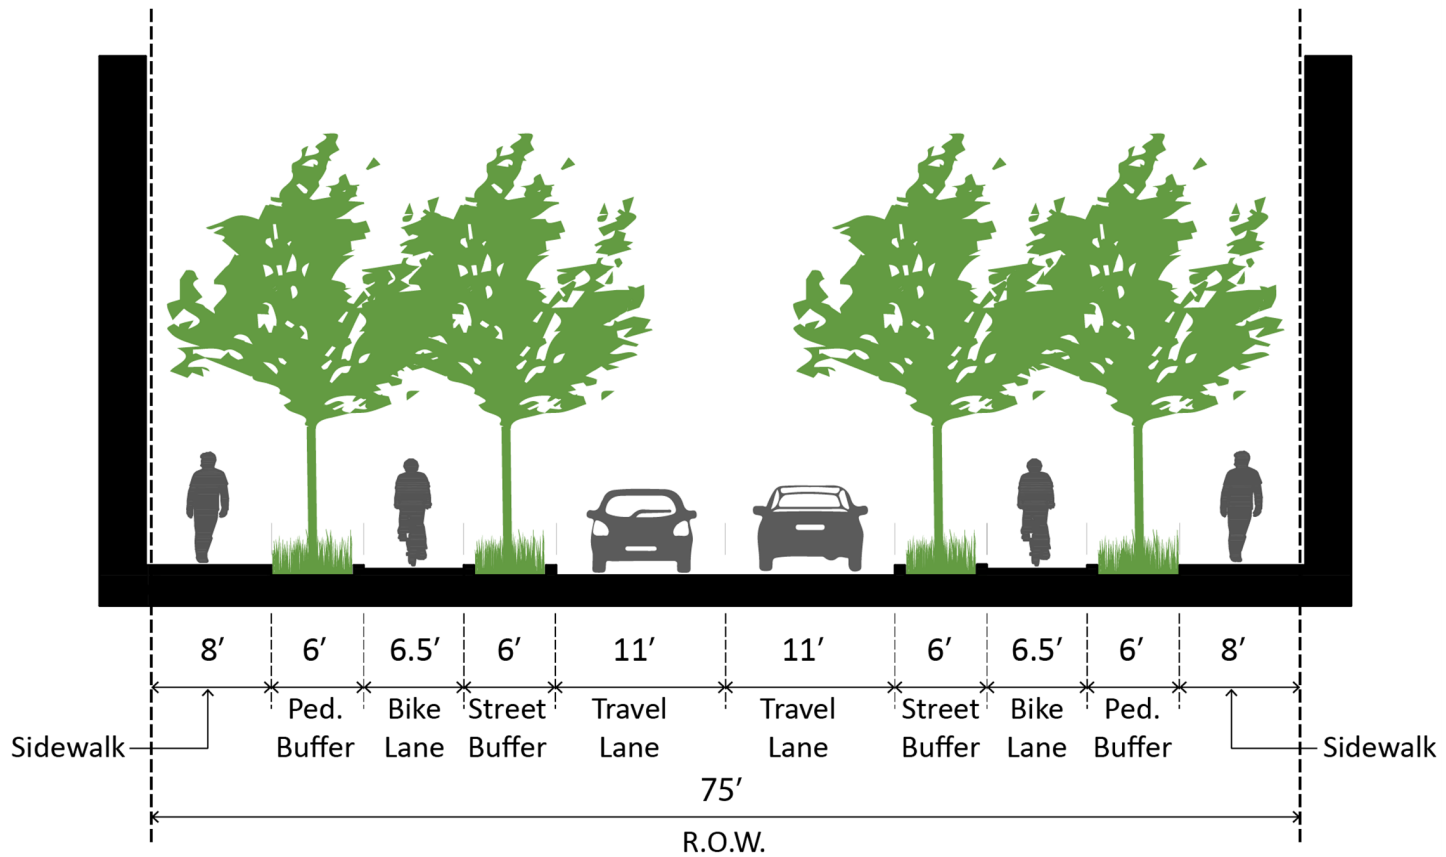 8’ 6’ 6.5’ 6’ 11’ 11’ 6’ 6.5’ 6’ 8’
Ped. Bike Street Travel Travel Street Bike Ped.
Buffer Lane Buffer Lane Lane Buffer Lane Buffer
Sidewalk Sidewalk
75’
R.O.W.